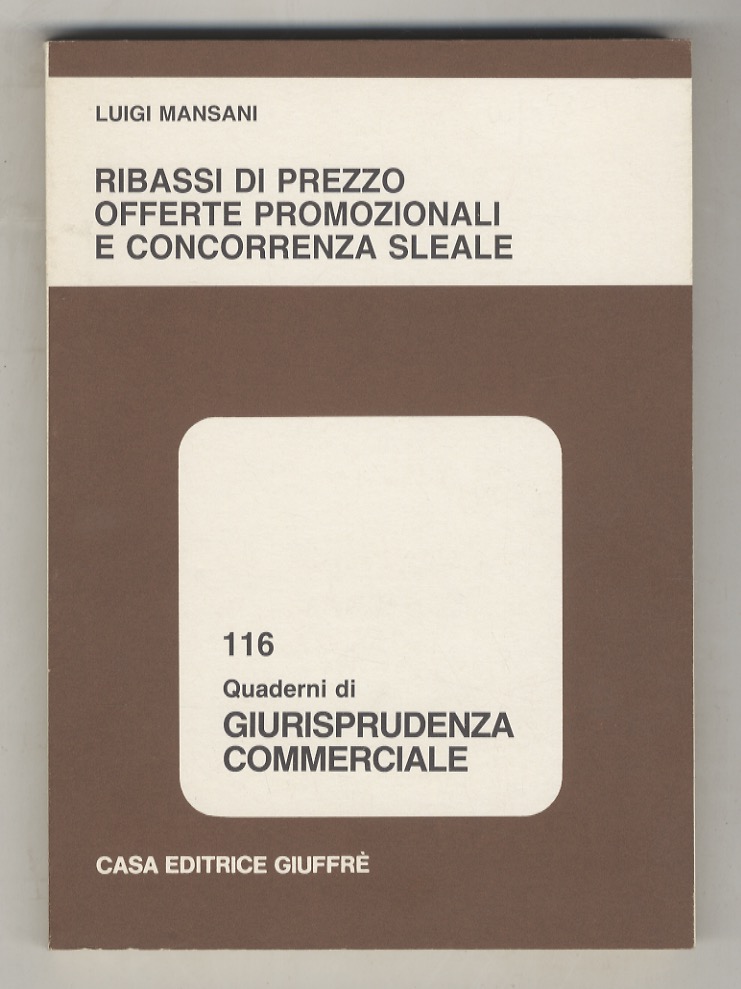 LUIGI MANSANI
RIBASSI DI PREZZO
OFFERTE PROMOZIONALI
E CONCORRENZA SLEALE
116
Quaderni di
GIURISPRUDENZA
COMMERCIALE
CASA EDITRICE GIUFFRÈ